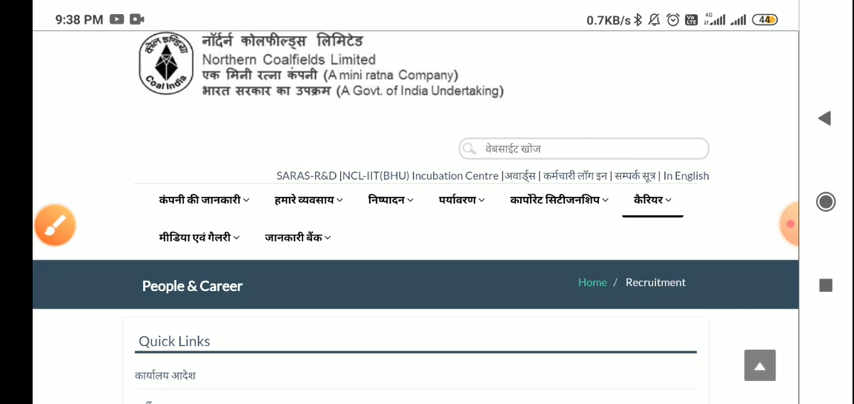 9:38 PM
0.7KB/s 4G 44
नॉर्दर्न कोलफील्ड्स लिमिटेड
Northern Coalfields Limited
एक मिनी रत्ना कंपनी (A mini ratna Company)
भारत सरकार का उपक्रम (A Govt. of India Undertaking)
कोल इण्डिया
Coal India
वेबसाईट खोज
SARAS-R&D |NCL-IIT(BHU) Incubation Centre |अवार्ड्स | कर्मचारी लॉग इन | सम्पर्क सूत्र | In English
कंपनी की जानकारी हमारे व्यवसाय निष्पादन पर्यावरण कार्पोरेट सिटीजनशिप कैरियर
मीडिया एवं गैलरी जानकारी बैंक
People & Career
Home / Recruitment
Quick Links
कार्यालय आदेश